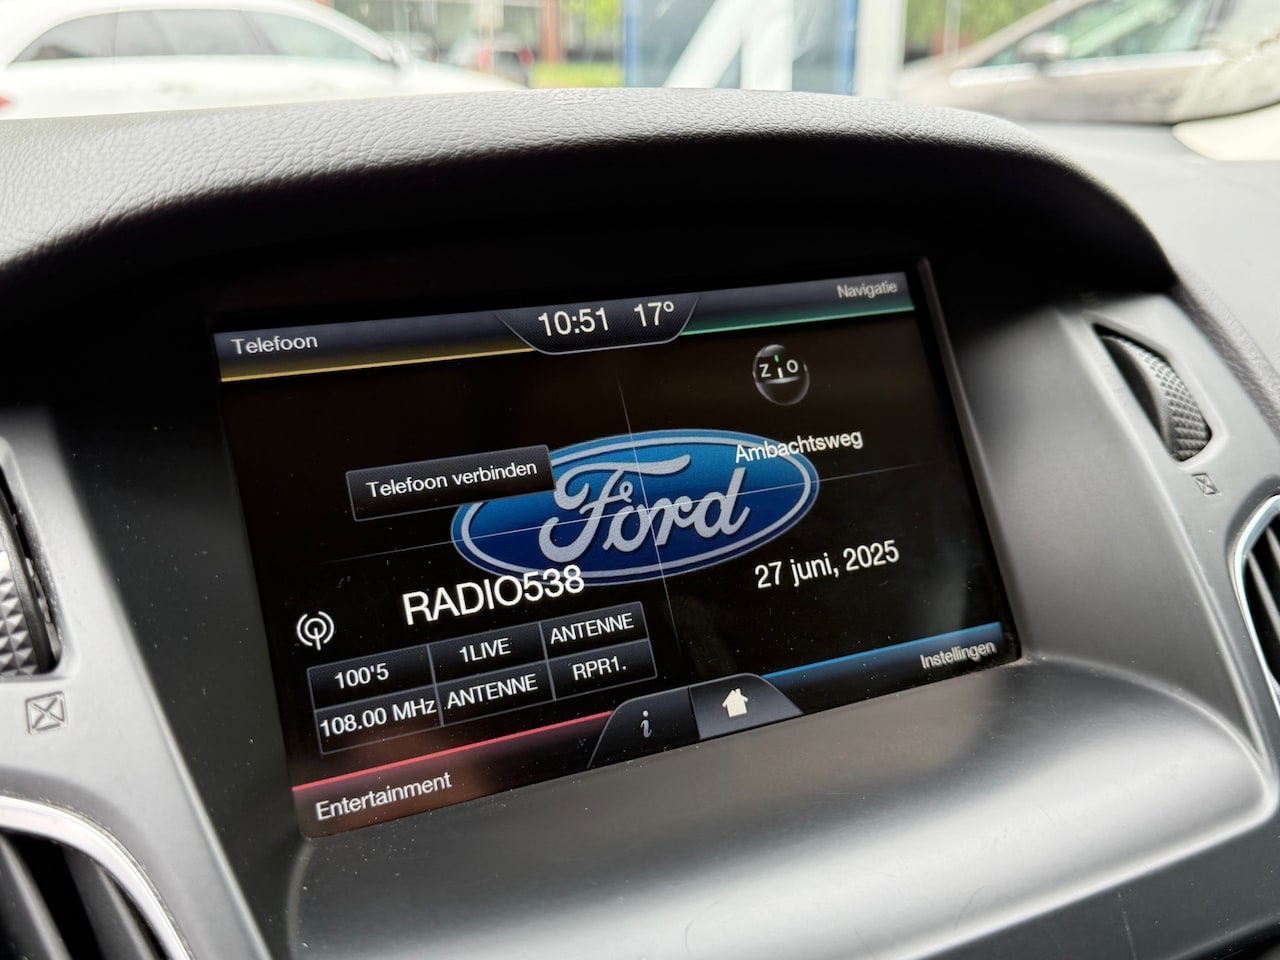 Telefoon
10:51 17°
Navigatie
Z O
Ambachtsweg
Telefoon verbinden
Ford
27 juni, 2025
RADIO538
100'5
1LIVE
ANTENNE
108.00 MHz
ANTENNE
RPR1.
i
Entertainment
Instellingen